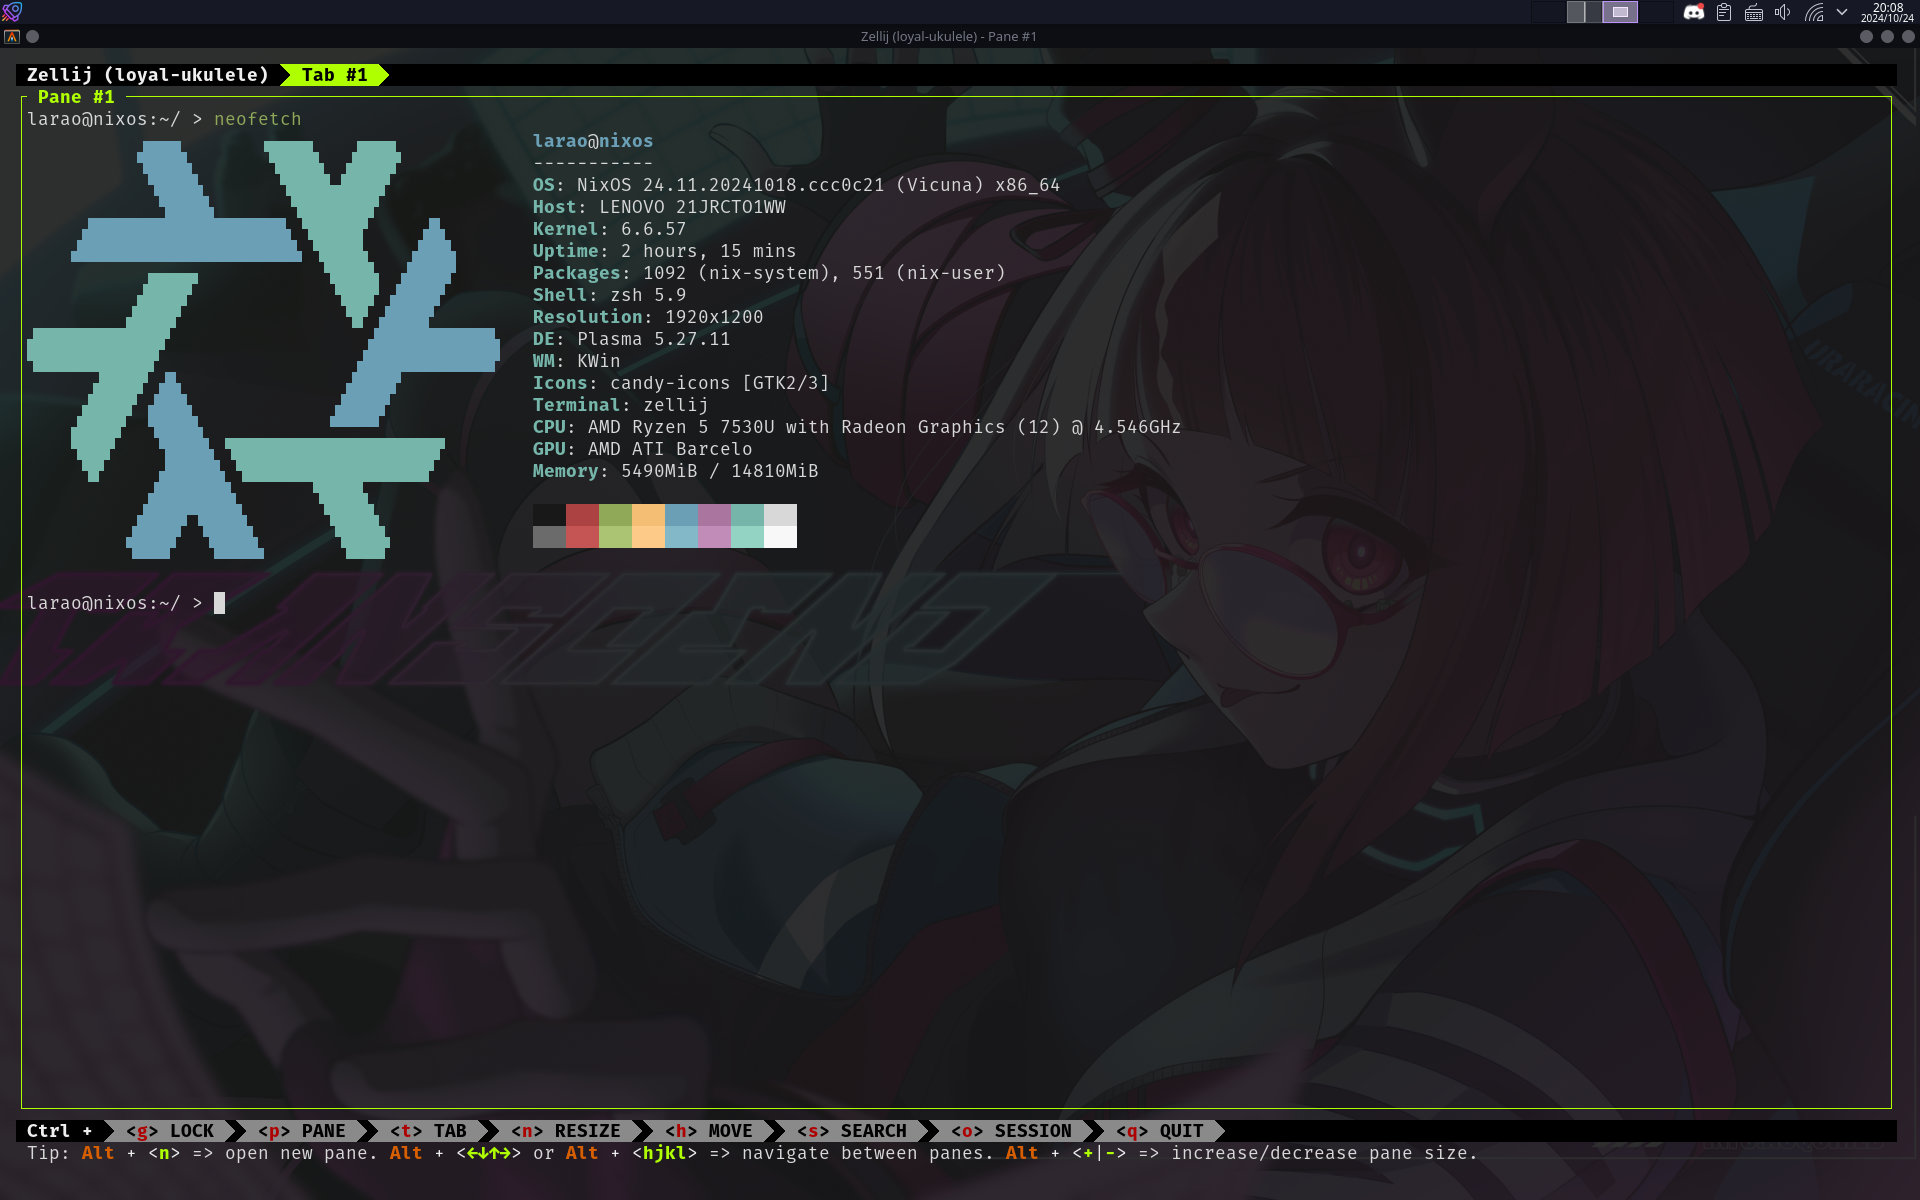 20:08
2024/10/24
Zellij (loyal-ukulele) - Pane #1
Zellij (loyal-ukulele) Tab #1
Pane #1
larao@nixos:~/ > neofetch
larao@nixos
-----------
OS: NixOS 24.11.20241018.ccc0c21 (Vicuna) x86_64
Host: LENOVO 21JRCTO1WW
Kernel: 6.6.57
Uptime: 2 hours, 15 mins
Packages: 1092 (nix-system), 551 (nix-user)
Shell: zsh 5.9
Resolution: 1920x1200
DE: Plasma 5.27.11
WM: KWin
Icons: candy-icons [GTK2/3]
Terminal: zellij
CPU: AMD Ryzen 5 7530U with Radeon Graphics (12) @ 4.546GHz
GPU: AMD ATI Barcelo
Memory: 5490MiB / 14810MiB
TRANSCEND
larao@nixos:~/ >
Ctrl + <g> LOCK <p> PANE <t> TAB <n> RESIZE <h> MOVE <s> SEARCH <o> SESSION <q> QUIT
Tip: Alt + <n> => open new pane. Alt + <←↓↑→> or Alt + <hjkl> => navigate between panes. Alt + <+|-> => increase/decrease pane size.